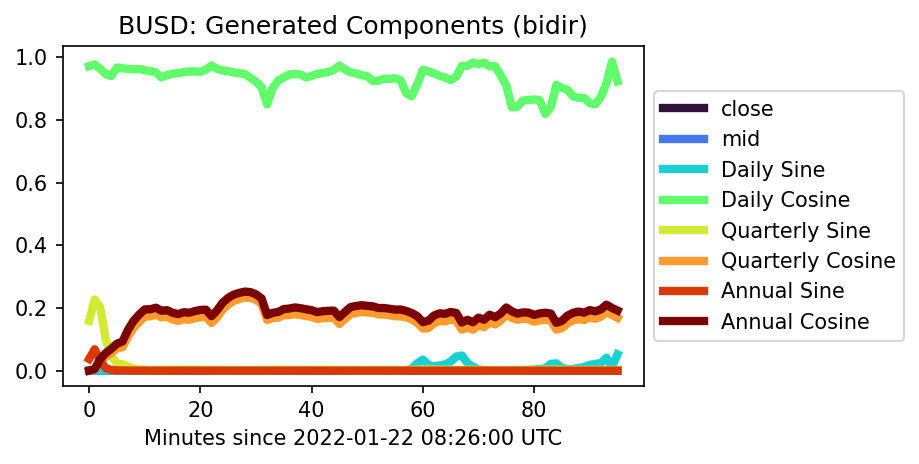 BUSD: Generated Components (bidir)
1.0
0.8
0.6
0.4
0.2
0.0
0 20 40 60 80
Minutes since 2022-01-22 08:26:00 UTC
close
mid
Daily Sine
Daily Cosine
Quarterly Sine
Quarterly Cosine
Annual Sine
Annual Cosine